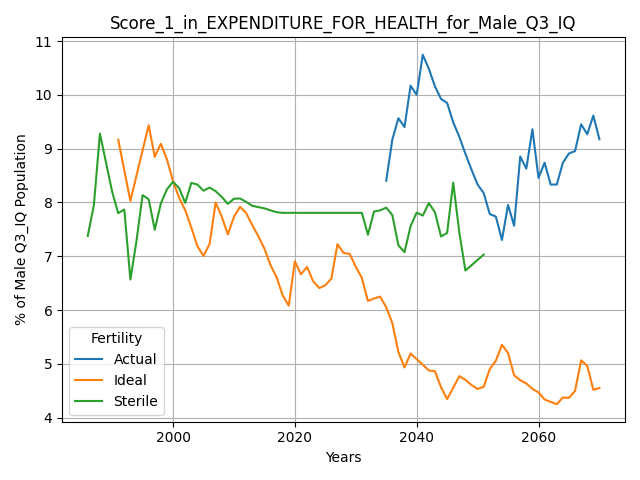 Score_1_in_EXPENDITURE_FOR_HEALTH_for_Male_Q3_IQ
% of Male Q3_IQ Population
11
10
9
8
7
6
5
4
Fertility
Actual
Ideal
Sterile
2000 2020 2040 2060
Years